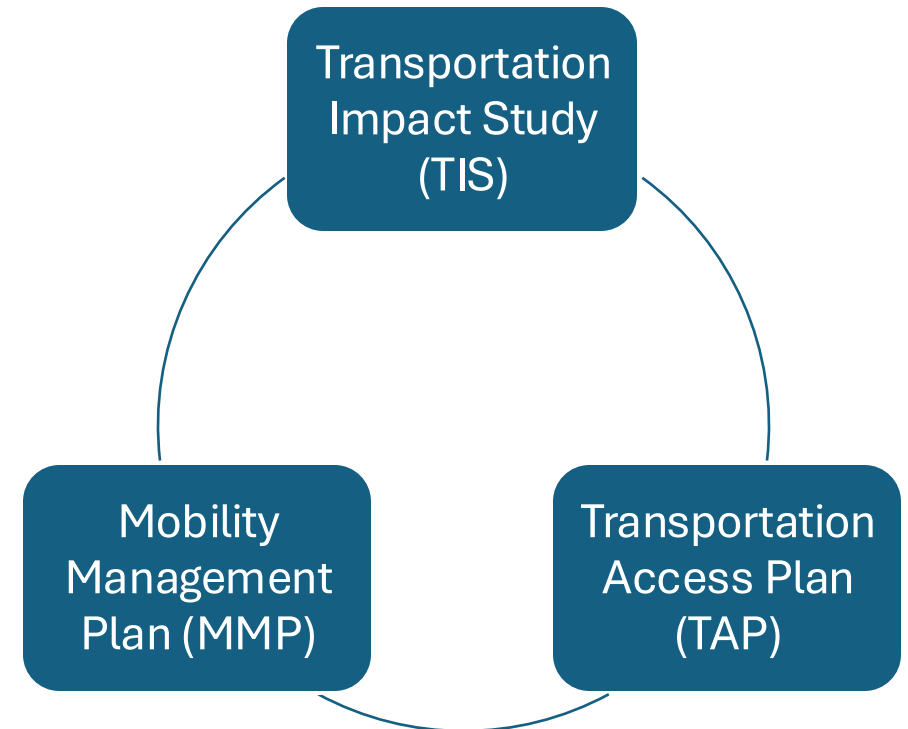 Transportation
Impact Study
(TIS)
Mobility
Management
Plan (MMP)
Transportation
Access Plan
(TAP)